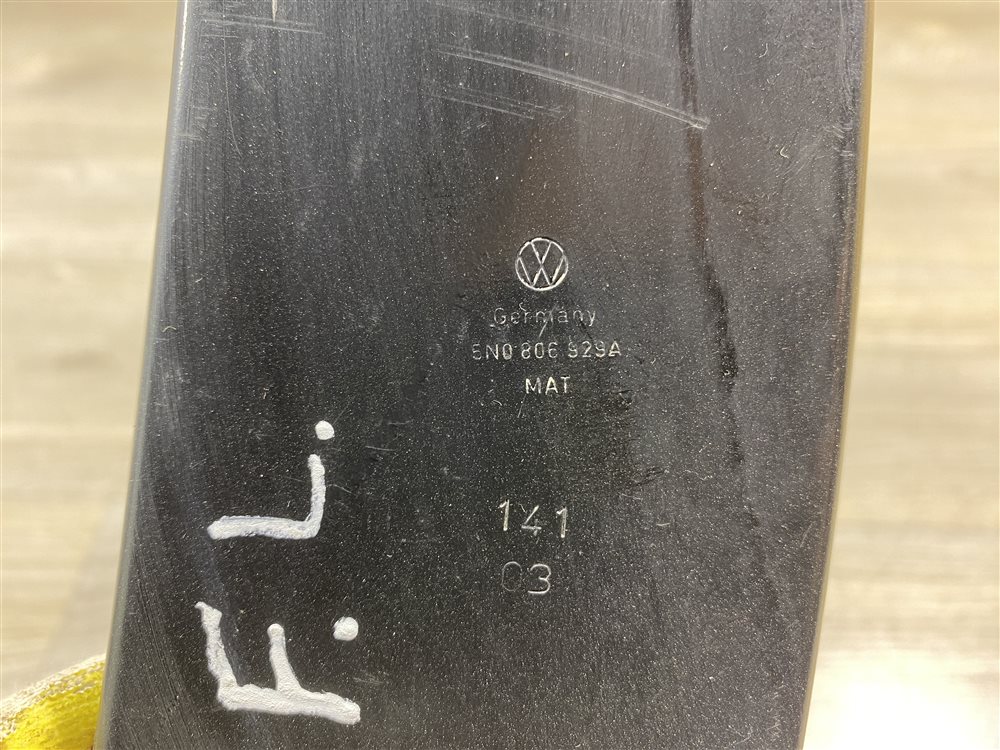 Germany
5N0 806 929A
MAT
141
03
F. L.